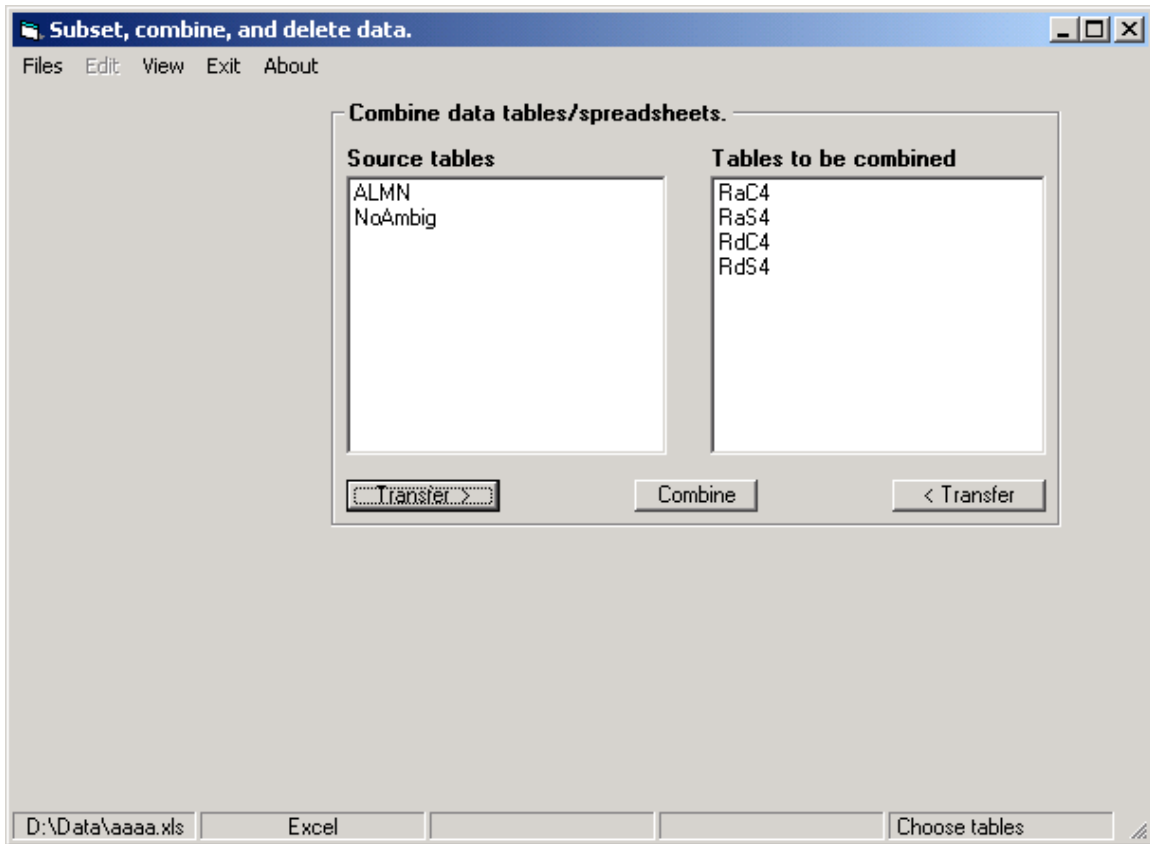 Subset, combine, and delete data.
Files Edit View Exit About
Combine data tables/spreadsheets.
Source tables
ALMN
NoAmbig
Tables to be combined
RaC4
RaS4
RdC4
RdS4
Transfer > Combine < Transfer
D:\Data\aaaa.xls Excel Choose tables